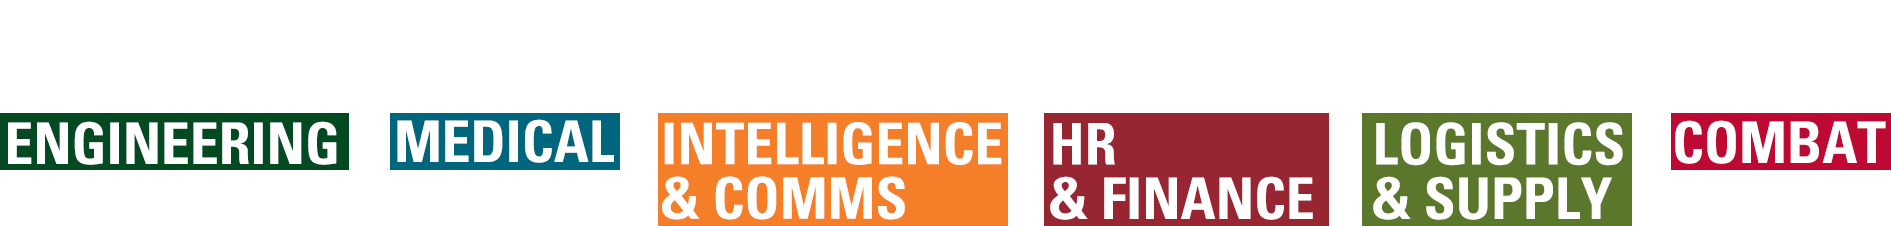 ENGINEERING
MEDICAL
INTELLIGENCE
& COMMS
HR
& FINANCE
LOGISTICS
& SUPPLY
COMBAT